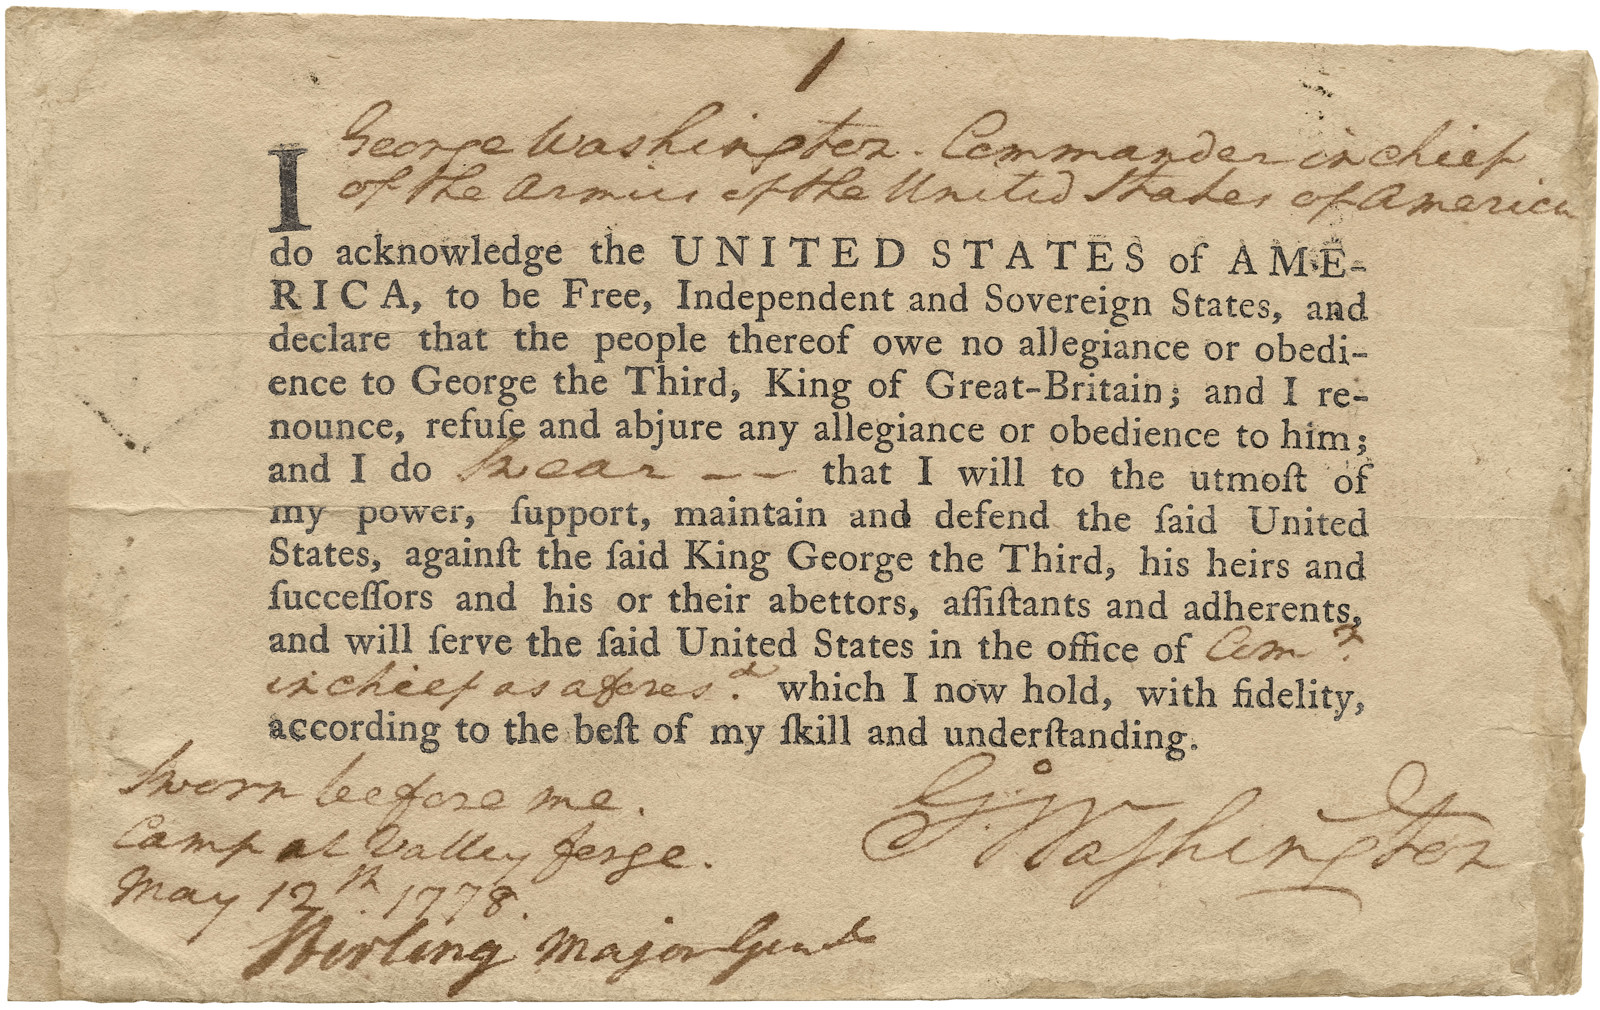 I George Washington. Commander in chief
of the Armies of the United States of America
do acknowledge the UNITED STATES of AME-
RICA, to be Free, Independent and Sovereign States, and
declare that the people thereof owe no allegiance or obedi-
ence to George the Third, King of Great-Britain; and I re-
nounce, refuſe and abjure any allegiance or obedience to him;
and I do swear -- that I will to the utmoſt of
my power, ſupport, maintain and defend the ſaid United
States, againſt the ſaid King George the Third, his heirs and
ſucceſſors and his or their abettors, aſſiſtants and adherents,
and will ſerve the ſaid United States in the office of Comr.
in chief as aforesd. which I now hold, with fidelity,
according to the beſt of my ſkill and underſtanding.
Sworn before me.
Camp at Valley forge.
May 12th. 1778.
Stirling Major Genl
Go. Washington